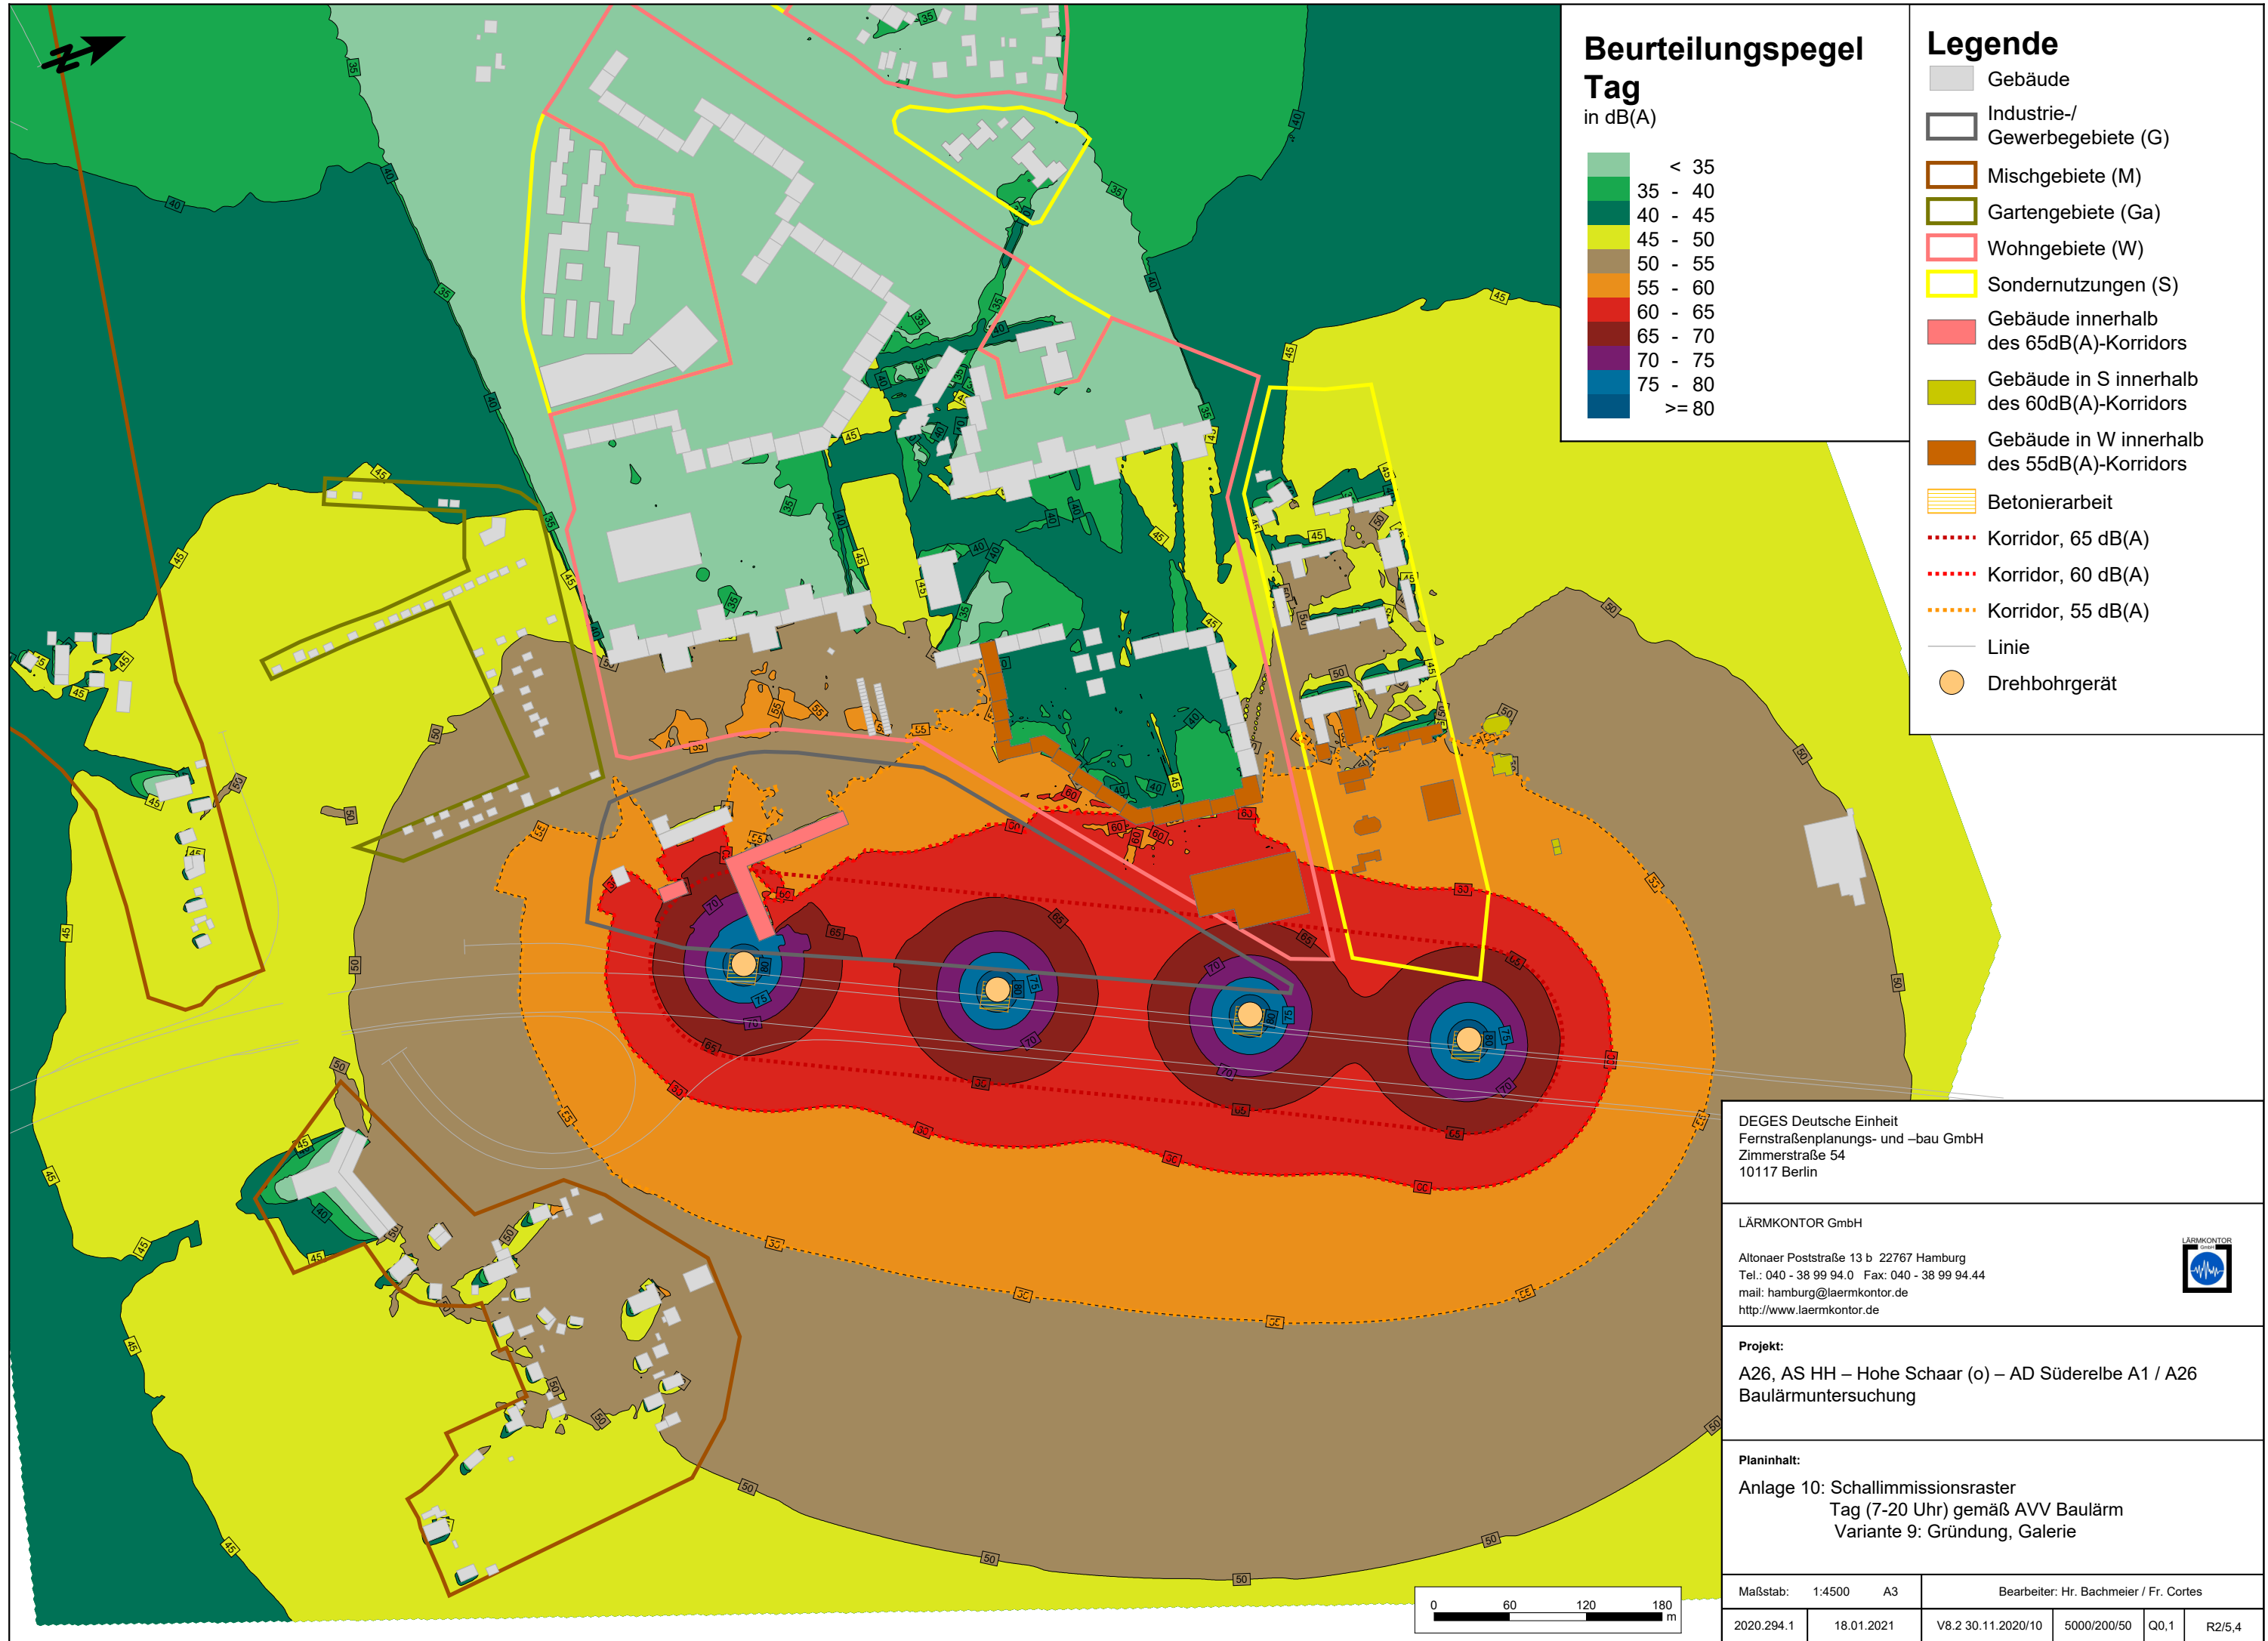 Beurteilungspegel
Tag
in dB(A)
< 35
35 - 40
40 - 45
45 - 50
50 - 55
55 - 60
60 - 65
65 - 70
70 - 75
75 - 80
>= 80
Legende
Gebäude
Industrie-/
Gewerbegebiete (G)
Mischgebiete (M)
Gartengebiete (Ga)
Wohngebiete (W)
Sondernutzungen (S)
Gebäude innerhalb
des 65dB(A)-Korridors
Gebäude in S innerhalb
des 60dB(A)-Korridors
Gebäude in W innerhalb
des 55dB(A)-Korridors
Betonierarbeit
Korridor, 65 dB(A)
Korridor, 60 dB(A)
Korridor, 55 dB(A)
Linie
Drehbohrgerät
DEGES Deutsche Einheit
Fernstraßenplanungs- und –bau GmbH
Zimmerstraße 54
10117 Berlin
LÄRMKONTOR GmbH
Altonaer Poststraße 13 b 22767 Hamburg
Tel.: 040 - 38 99 94.0 Fax: 040 - 38 99 94.44
mail: hamburg@laermkontor.de
http://www.laermkontor.de
LÄRMKONTOR
GmbH
Projekt:
A26, AS HH – Hohe Schaar (o) – AD Süderelbe A1 / A26
Baulärmuntersuchung
Planinhalt:
Anlage 10: Schallimmissionsraster
Tag (7-20 Uhr) gemäß AVV Baulärm
Variante 9: Gründung, Galerie
Maßstab: 1:4500 A3
Bearbeiter: Hr. Bachmeier / Fr. Cortes
2020.294.1 18.01.2021 V8.2 30.11.2020/10 5000/200/50 Q0,1 R2/5,4
0 60 120 180
m